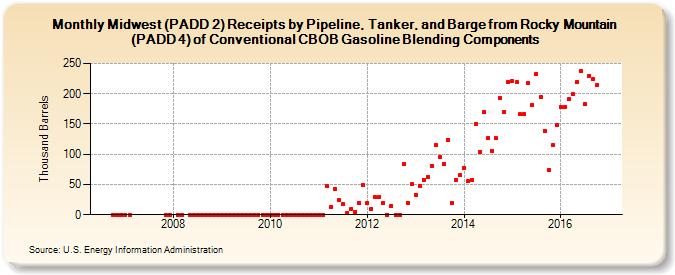 Monthly Midwest (PADD 2) Receipts by Pipeline, Tanker, and Barge from Rocky Mountain
(PADD 4) of Conventional CBOB Gasoline Blending Components
Thousand Barrels
250
200
150
100
50
0
2008 2010 2012 2014 2016
Source: U.S. Energy Information Administration